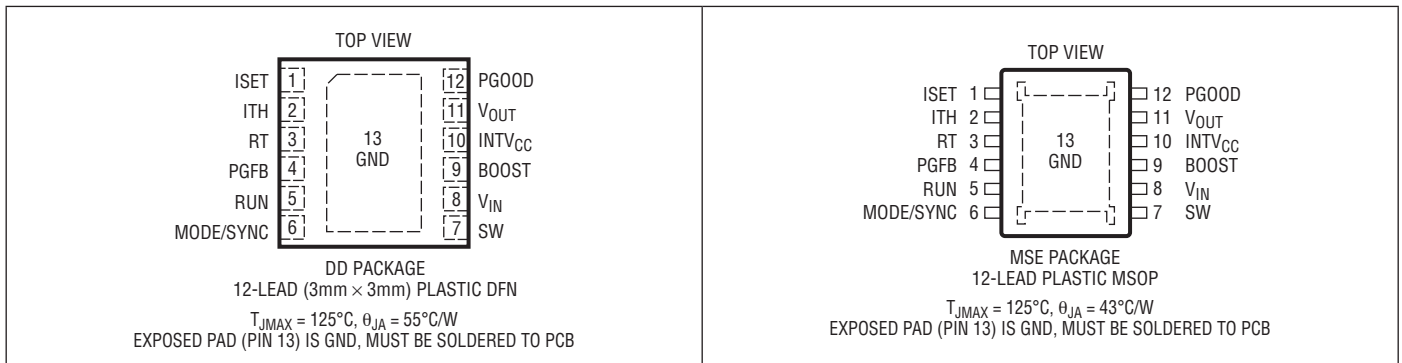 TOP VIEW
ISET 1
ITH 2
RT 3
PGFB 4
RUN 5
MODE/SYNC 6
12 PGOOD
11 VOUT
10 INTVCC
9 BOOST
8 VIN
7 SW
13
GND
DD PACKAGE
12-LEAD (3mm × 3mm) PLASTIC DFN
TJMAX = 125°C, θJA = 55°C/W
EXPOSED PAD (PIN 13) IS GND, MUST BE SOLDERED TO PCB
TOP VIEW
ISET 1
ITH 2
RT 3
PGFB 4
RUN 5
MODE/SYNC 6
12 PGOOD
11 VOUT
10 INTVCC
9 BOOST
8 VIN
7 SW
13
GND
MSE PACKAGE
12-LEAD PLASTIC MSOP
TJMAX = 125°C, θJA = 43°C/W
EXPOSED PAD (PIN 13) IS GND, MUST BE SOLDERED TO PCB